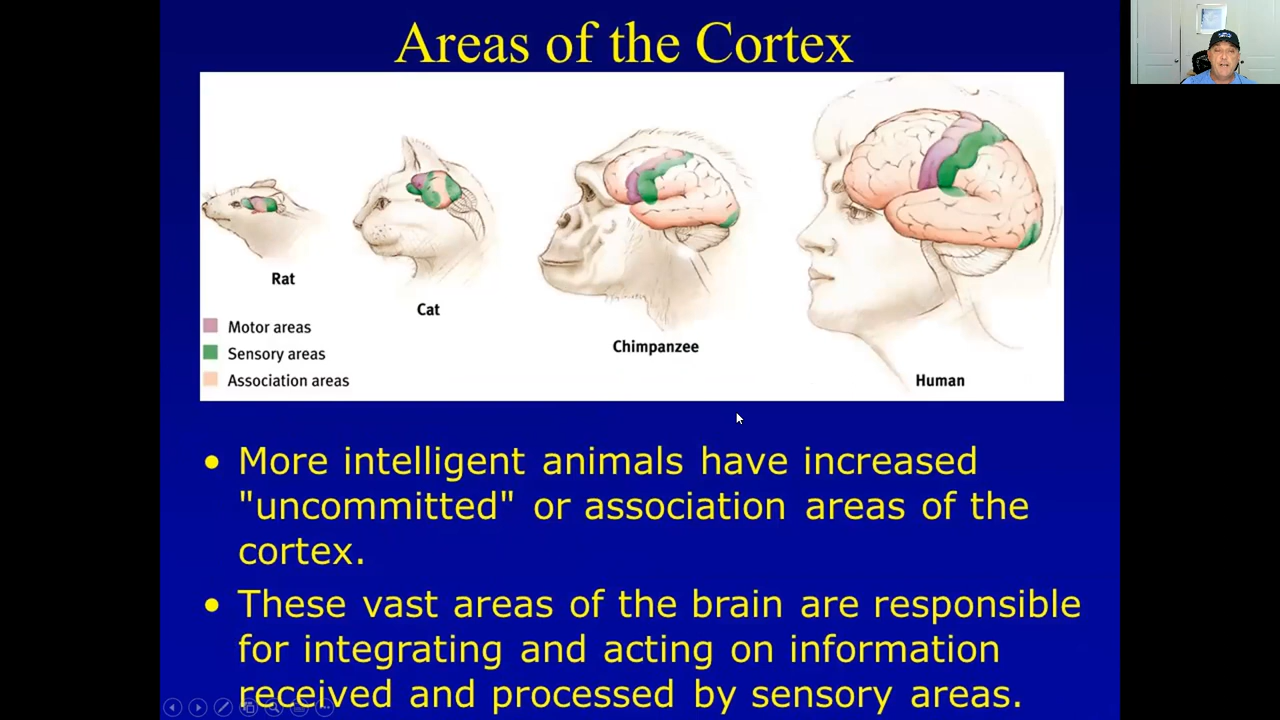 Areas of the Cortex
Rat
Cat
Chimpanzee
Human
Motor areas
Sensory areas
Association areas
• More intelligent animals have increased
"uncommitted" or association areas of the
cortex.
• These vast areas of the brain are responsible
for integrating and acting on information
received and processed by sensory areas.